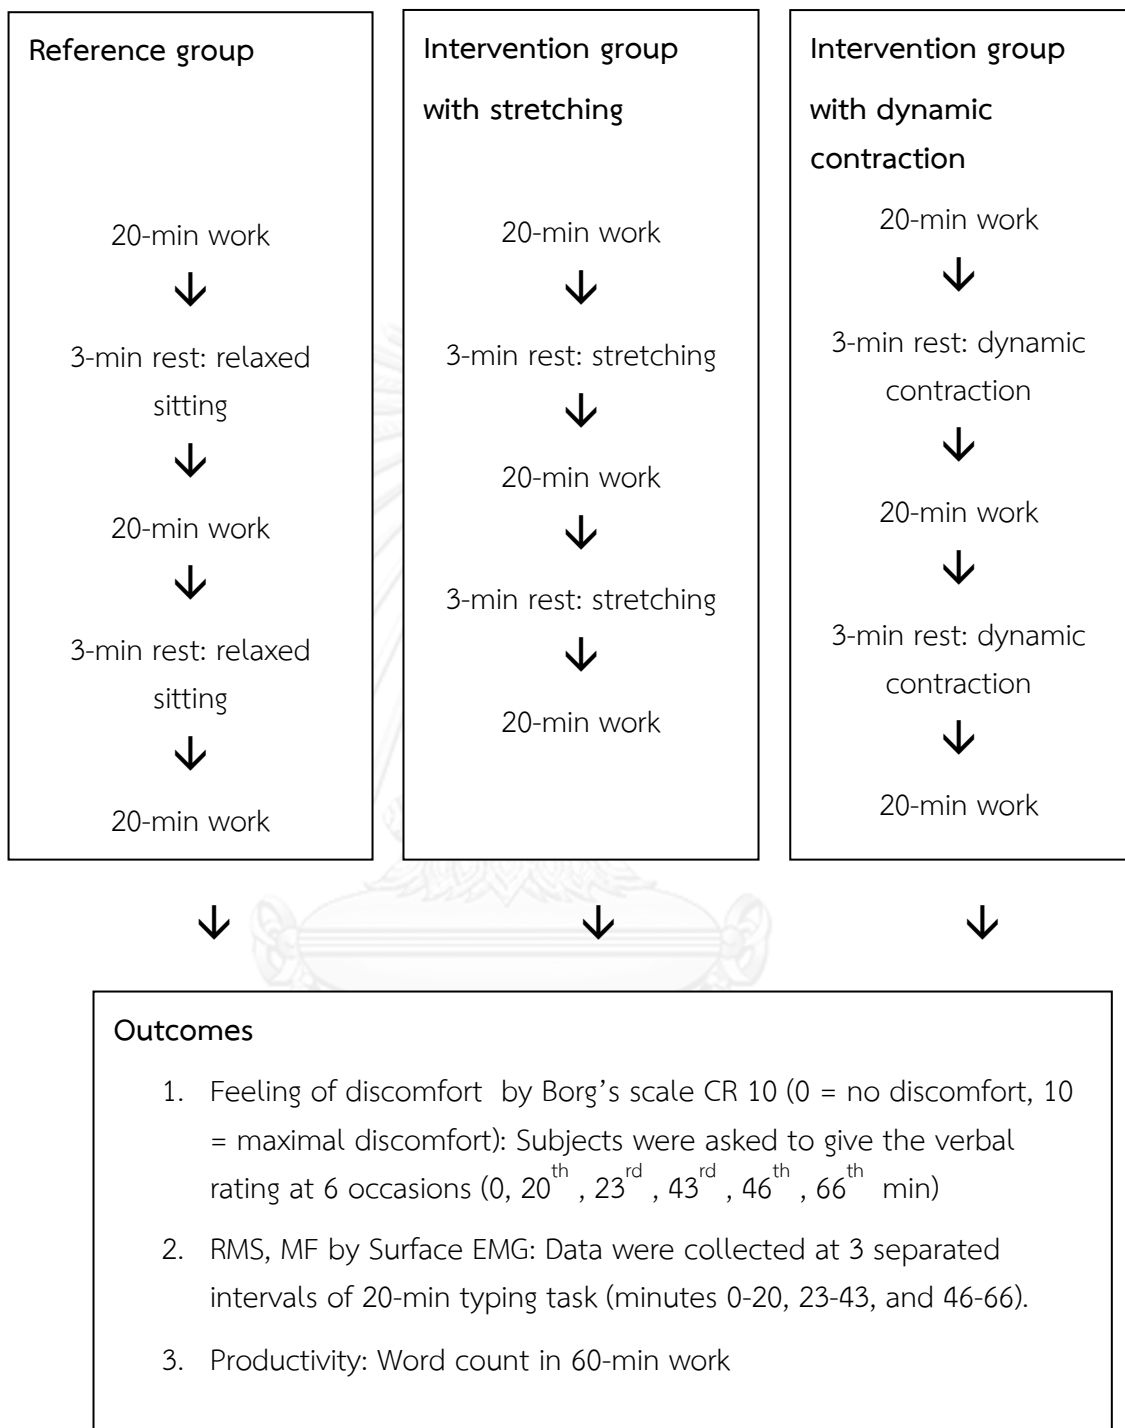 Reference group
20-min work
↓
3-min rest: relaxed
sitting
↓
20-min work
↓
3-min rest: relaxed
sitting
↓
20-min work
Intervention group
with stretching
20-min work
↓
3-min rest: stretching
↓
20-min work
↓
3-min rest: stretching
↓
20-min work
Intervention group
with dynamic
contraction
20-min work
↓
3-min rest: dynamic
contraction
↓
20-min work
↓
3-min rest: dynamic
contraction
↓
20-min work
↓ ↓ ↓
Outcomes
1. Feeling of discomfort by Borg’s scale CR 10 (0 = no discomfort, 10
= maximal discomfort): Subjects were asked to give the verbal
rating at 6 occasions (0, 20th , 23rd , 43rd , 46th , 66th min)
2. RMS, MF by Surface EMG: Data were collected at 3 separated
intervals of 20-min typing task (minutes 0-20, 23-43, and 46-66).
3. Productivity: Word count in 60-min work